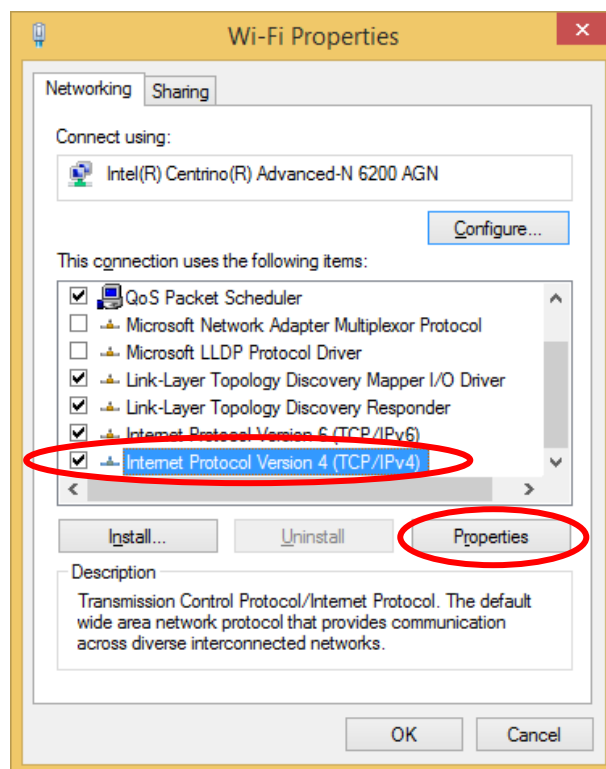 Wi-Fi Properties
Networking
Sharing
Connect using:
Intel(R) Centrino(R) Advanced-N 6200 AGN
Configure...
This connection uses the following items:
QoS Packet Scheduler
Microsoft Network Adapter Multiplexor Protocol
Microsoft LLDP Protocol Driver
Link-Layer Topology Discovery Mapper I/O Driver
Link-Layer Topology Discovery Responder
Internet Protocol Version 6 (TCP/IPv6)
Internet Protocol Version 4 (TCP/IPv4)
Install...
Uninstall
Properties
Description
Transmission Control Protocol/Internet Protocol. The default
wide area network protocol that provides communication
across diverse interconnected networks.
OK
Cancel